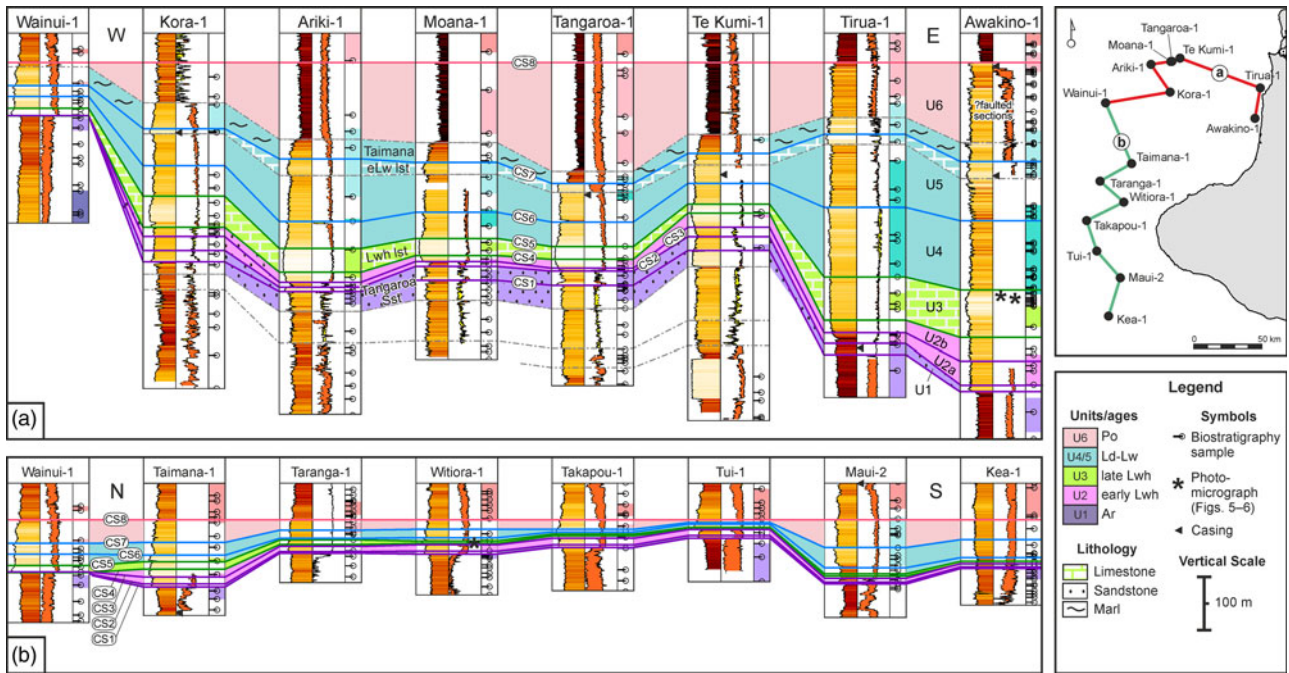 (a)
Wainui-1
W
Kora-1
Ariki-1
Moana-1
Tangaroa-1
Te Kumi-1
Tirua-1
E
Awakino-1
CS8
U6
?faulted
sections
Taimana
eLw lst
CS7
U5
CS6
U4
CS5
CS4
CS3
CS2
CS1
Lwh lst
Tangaroa
Sst
U3
U2b
U2a
U1
(b)
Wainui-1
N
Taimana-1
Taranga-1
Witiora-1
Takapou-1
Tui-1
Maui-2
S
Kea-1
CS8
CS7
CS6
CS5
CS4
CS3
CS2
CS1
Tangaroa-1
Moana-1
Te Kumi-1
Ariki-1
a
Tirua-1
Wainui-1
Kora-1
Awakino-1
b
Taimana-1
Taranga-1
Witiora-1
Takapou-1
Tui-1
Maui-2
Kea-1
0 50 km
Legend
Units/ages
U6 Po
U4/5 Ld-Lw
U3 late Lwh
U2 early Lwh
U1 Ar
Symbols
Biostratigraphy
sample
Photo-
micrograph
(Figs. 5–6)
Casing
Lithology
Limestone
Sandstone
Marl
Vertical Scale
100 m